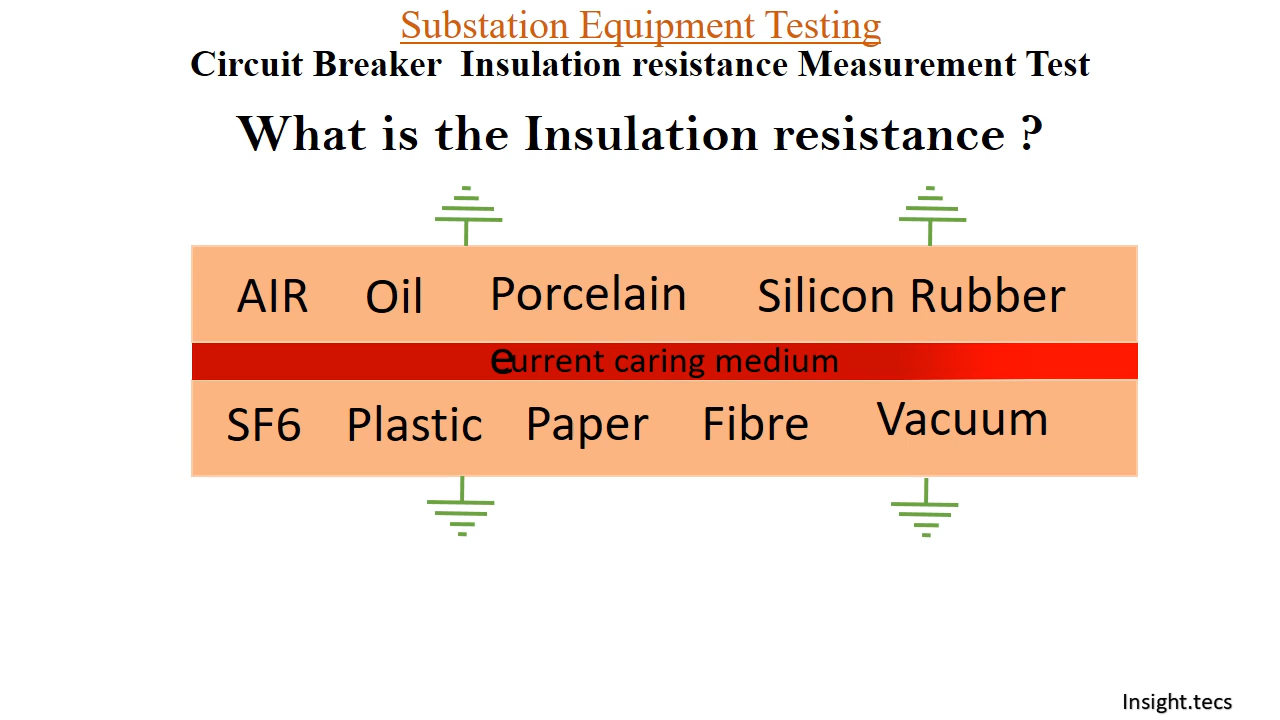 Substation Equipment Testing
Circuit Breaker Insulation resistance Measurement Test
What is the Insulation resistance ?
AIR Oil Porcelain Silicon Rubber
e
Current caring medium
SF6 Plastic Paper Fibre Vacuum
Insight.tecs